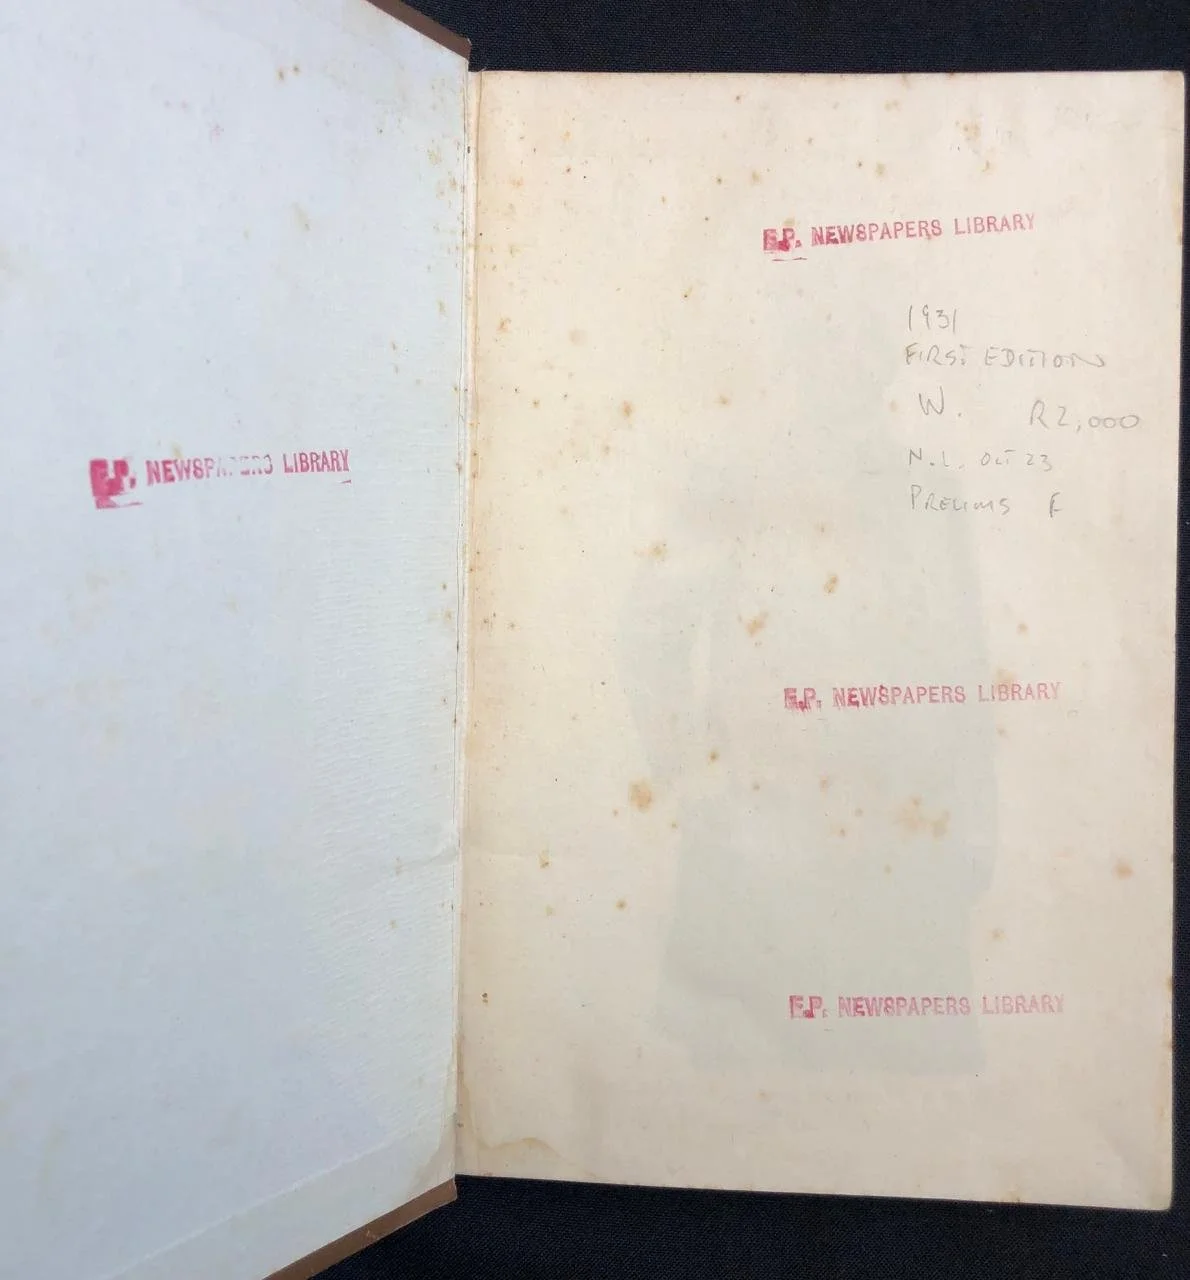 E.P. NEWSPAPERS LIBRARY
E.P. NEWSPAPERS LIBRARY
1931
FIRST EDITION
W. R2,000
N.L. OCT 23
PRELIMS F
E.P. NEWSPAPERS LIBRARY
E.P. NEWSPAPERS LIBRARY